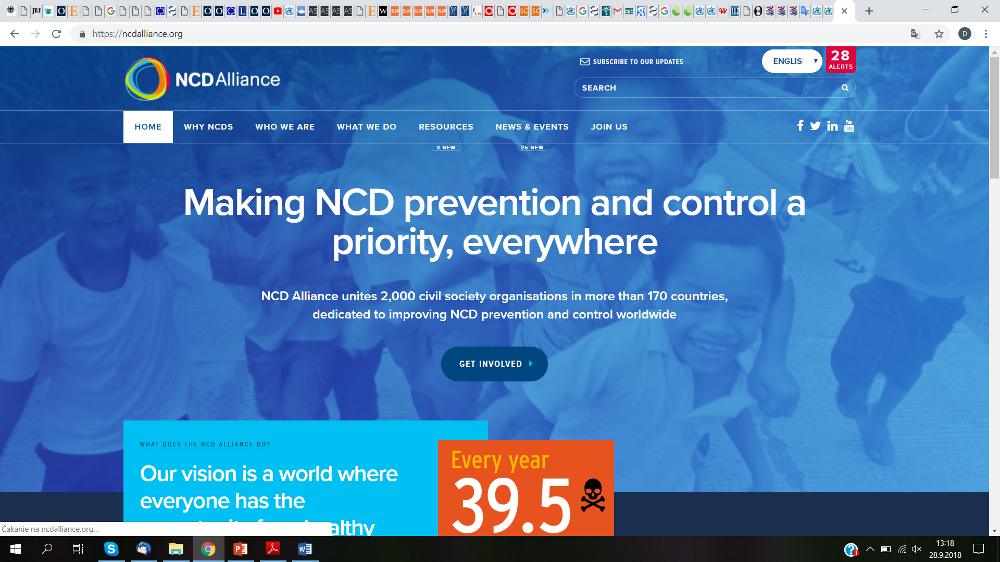 https://ncdalliance.org
D
NCD Alliance
SUBSCRIBE TO OUR UPDATES
ENGLIS
28
ALERTS
SEARCH
HOME WHY NCDS WHO WE ARE WHAT WE DO RESOURCES NEWS & EVENTS JOIN US
You
Tube
3 NEW 25 NEW
Making NCD prevention and control a
priority, everywhere
NCD Alliance unites 2,000 civil society organisations in more than 170 countries,
dedicated to improving NCD prevention and control worldwide
GET INVOLVED
WHAT DOES THE NCD ALLIANCE DO?
Our vision is a world where
everyone has the
Every year
39.5
Čakanie na ncdalliance.org...
13:18
28.9.2018